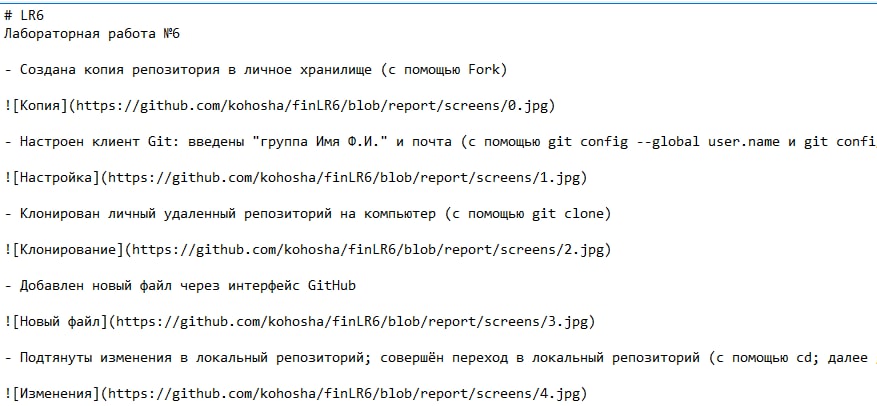 # LR6
Лабораторная работа №6
- Создана копия репозитория в личное хранилище (с помощью Fork)
![Копия](https://github.com/kohosha/finLR6/blob/report/screens/0.jpg)
- Настроен клиент Git: введены "группа Имя Ф.И." и почта (с помощью git config --global user.name и git confi
![Настройка](https://github.com/kohosha/finLR6/blob/report/screens/1.jpg)
- Клонирован личный удаленный репозиторий на компьютер (с помощью git clone)
![Клонирование](https://github.com/kohosha/finLR6/blob/report/screens/2.jpg)
- Добавлен новый файл через интерфейс GitHub
![Новый файл](https://github.com/kohosha/finLR6/blob/report/screens/3.jpg)
- Подтянуты изменения в локальный репозиторий; совершён переход в локальный репозиторий (с помощью cd; далее
![Изменения](https://github.com/kohosha/finLR6/blob/report/screens/4.jpg)